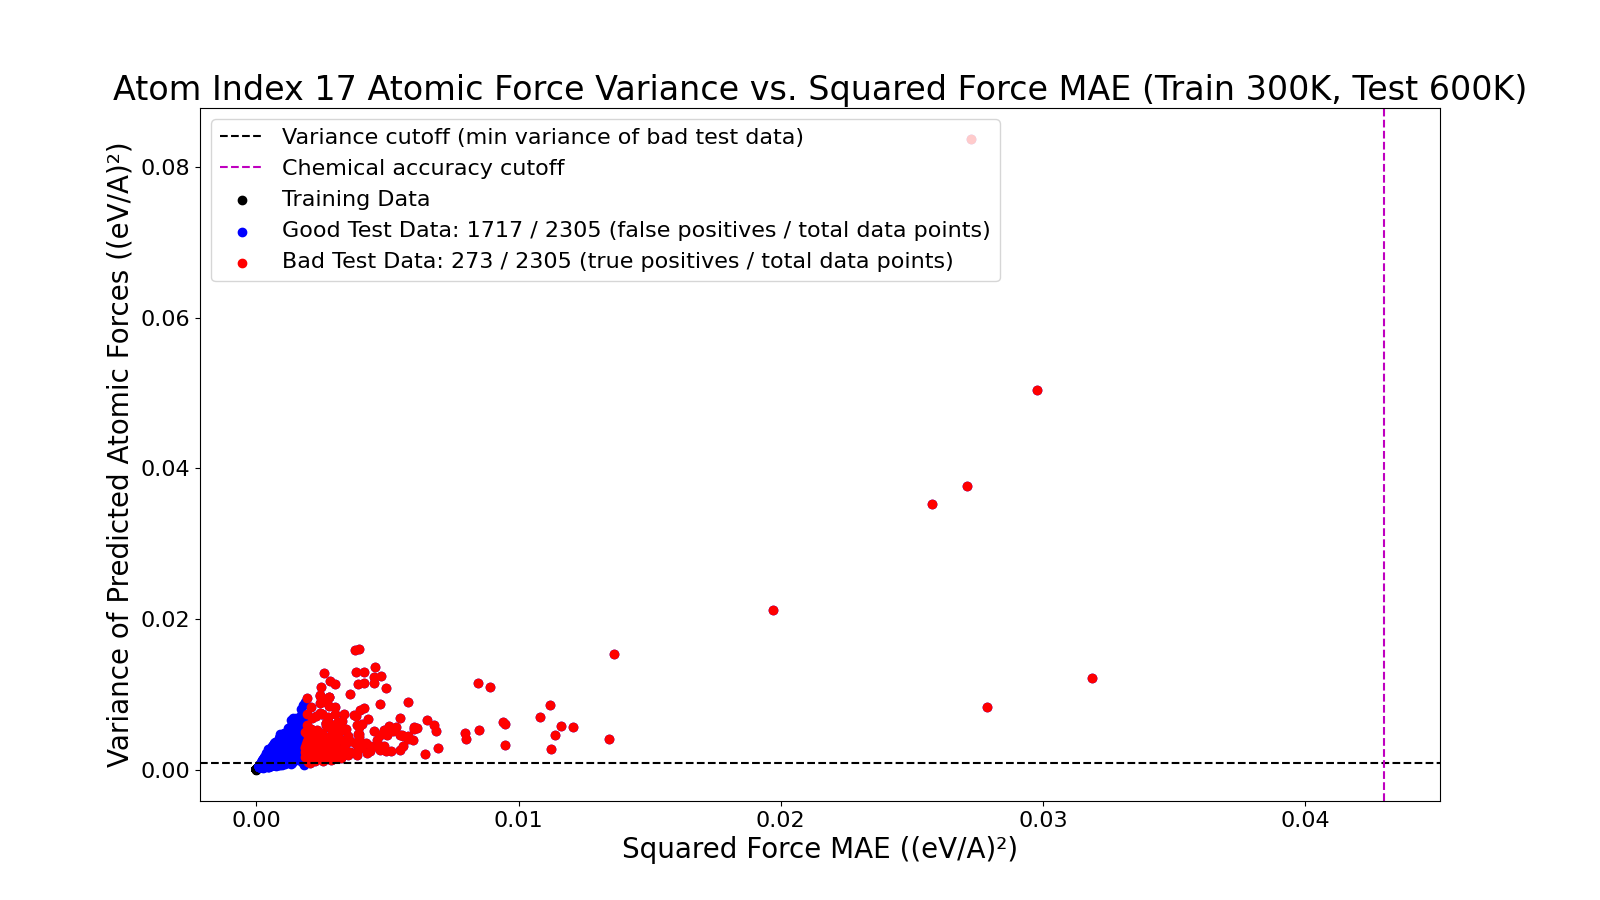 Atom Index 17 Atomic Force Variance vs. Squared Force MAE (Train 300K, Test 600K)
Variance cutoff (min variance of bad test data)
Chemical accuracy cutoff
Training Data
Good Test Data: 1717 / 2305 (false positives / total data points)
Bad Test Data: 273 / 2305 (true positives / total data points)
Variance of Predicted Atomic Forces ((eV/A)²)
0.08
0.06
0.04
0.02
0.00
0.00 0.01 0.02 0.03 0.04
Squared Force MAE ((eV/A)²)